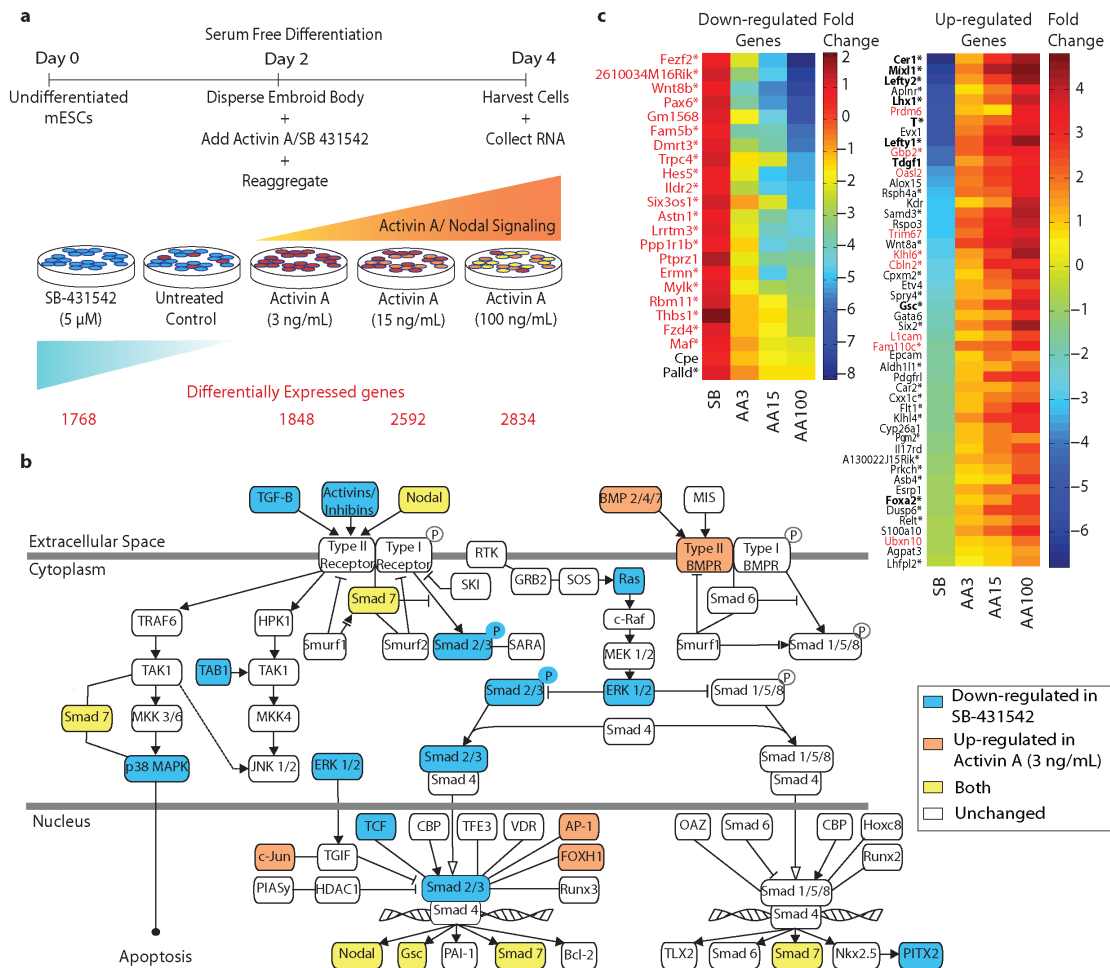 a
Serum Free Differentiation
Day 0
Day 2
Day 4
Undifferentiated
mESCs
Disperse Embroid Body
+
Add Activin A/SB 431542
+
Reaggregate
Harvest Cells
+
Collect RNA
Activin A/ Nodal Signaling
SB-431542
(5 µM)
Untreated
Control
Activin A
(3 ng/mL)
Activin A
(15 ng/mL)
Activin A
(100 ng/mL)
Differentially Expressed genes
1768
1848
2592
2834
c
Down-regulated
Genes
Fold
Change
Fezf2*
2610034M16Rik*
Wnt8b*
Pax6*
Gm1568
Fam5b*
Dmrt3*
Trpc4*
Hes5*
Ildr2*
Six3os1*
Astn1*
Lrrtm3*
Ppp1r1b*
Ptprz1
Ermn*
Mylk*
Rbm11*
Thbs1*
Fzd4*
Maf*
Cpe
Palld*
SB
AA3
AA15
AA100
2
1
0
−1
−2
−3
−4
−5
−6
−7
−8
Up-regulated
Genes
Fold
Change
Cer1*
Mixl1*
Lefty2*
Aplnr*
Lhx1*
Prdm6
T*
Evx1
Lefty1*
Gbp2*
Tdgf1
Oasl2
Alox15
Rsph4a*
Kdr
Samd3*
Rspo3
Trim67
Wnt8a*
Klhl6*
Cbln2*
Cpxm2*
Etv4
Spry4*
Gsc*
Gata6
Six2*
L1cam
Fam110c*
Epcam
Aldh1l1*
Pdgfrl
Car2*
Cxx1c*
Flt1*
Klhl4*
Cyp26a1
Pgm2*
Il17rd
A130022J15Rik*
Prkch*
Asb4*
Esrp1
Foxa2*
Dusp6*
Relt*
S100a10
Ubxn10
Agpat3
Lhfpl2*
SB
AA3
AA15
AA100
4
3
2
1
0
−1
−2
−3
−4
−5
−6
b
TGF-B
Activins/
Inhibins
Nodal
BMP 2/4/7
MIS
Extracellular Space
Cytoplasm
Type II
Receptor
Type I
Receptor
P
RTK
GRB2
SOS
Ras
SKI
Type II
BMPR
Type I
BMPR
P
Smad 7
Smad 6
TRAF6
HPK1
Smurf1
Smurf2
Smad 2/3
P
SARA
c-Raf
MEK 1/2
Smurf1
Smad 1/5/8
P
TAK1
TAB1
TAK1
Smad 2/3
P
ERK 1/2
Smad 1/5/8
P
Smad 7
MKK 3/6
MKK4
Smad 4
p38 MAPK
JNK 1/2
ERK 1/2
Smad 2/3
Smad 4
Smad 1/5/8
Smad 4
Nucleus
TCF
CBP
TFE3
VDR
AP-1
c-Jun
TGIF
FOXH1
PIASy
HDAC1
Smad 2/3
Smad 4
Runx3
OAZ
Smad 6
CBP
Hoxc8
Runx2
Smad 1/5/8
Smad 4
Apoptosis
Nodal
Gsc
PAI-1
Smad 7
Bcl-2
TLX2
Smad 6
Smad 7
Nkx2.5
PITX2
Down-regulated in
SB-431542
Up-regulated in
Activin A (3 ng/mL)
Both
Unchanged